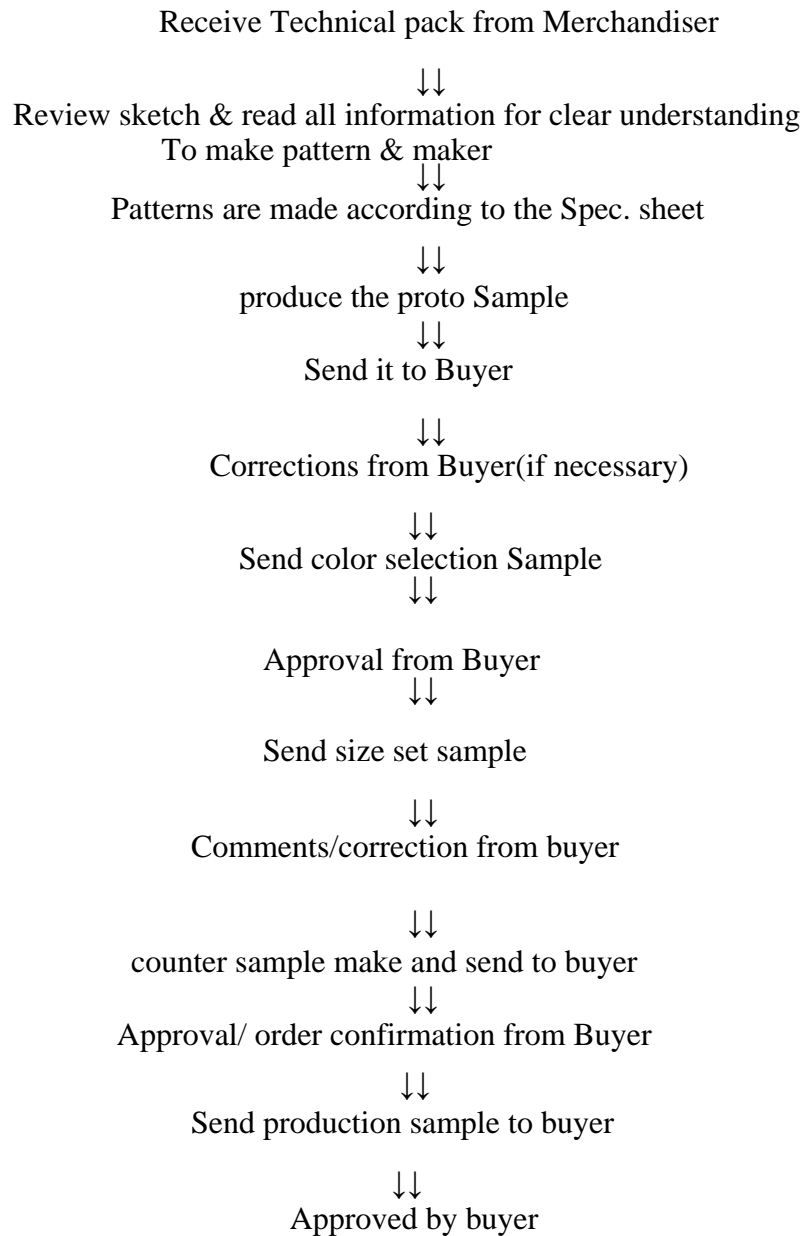 Receive Technical pack from Merchandiser
↓↓
Review sketch & read all information for clear understanding
To make pattern & maker
↓↓
Patterns are made according to the Spec. sheet
↓↓
produce the proto Sample
↓↓
Send it to Buyer
↓↓
Corrections from Buyer(if necessary)
↓↓
Send color selection Sample
↓↓
Approval from Buyer
↓↓
Send size set sample
↓↓
Comments/correction from buyer
↓↓
counter sample make and send to buyer
↓↓
Approval/ order confirmation from Buyer
↓↓
Send production sample to buyer
↓↓
Approved by buyer